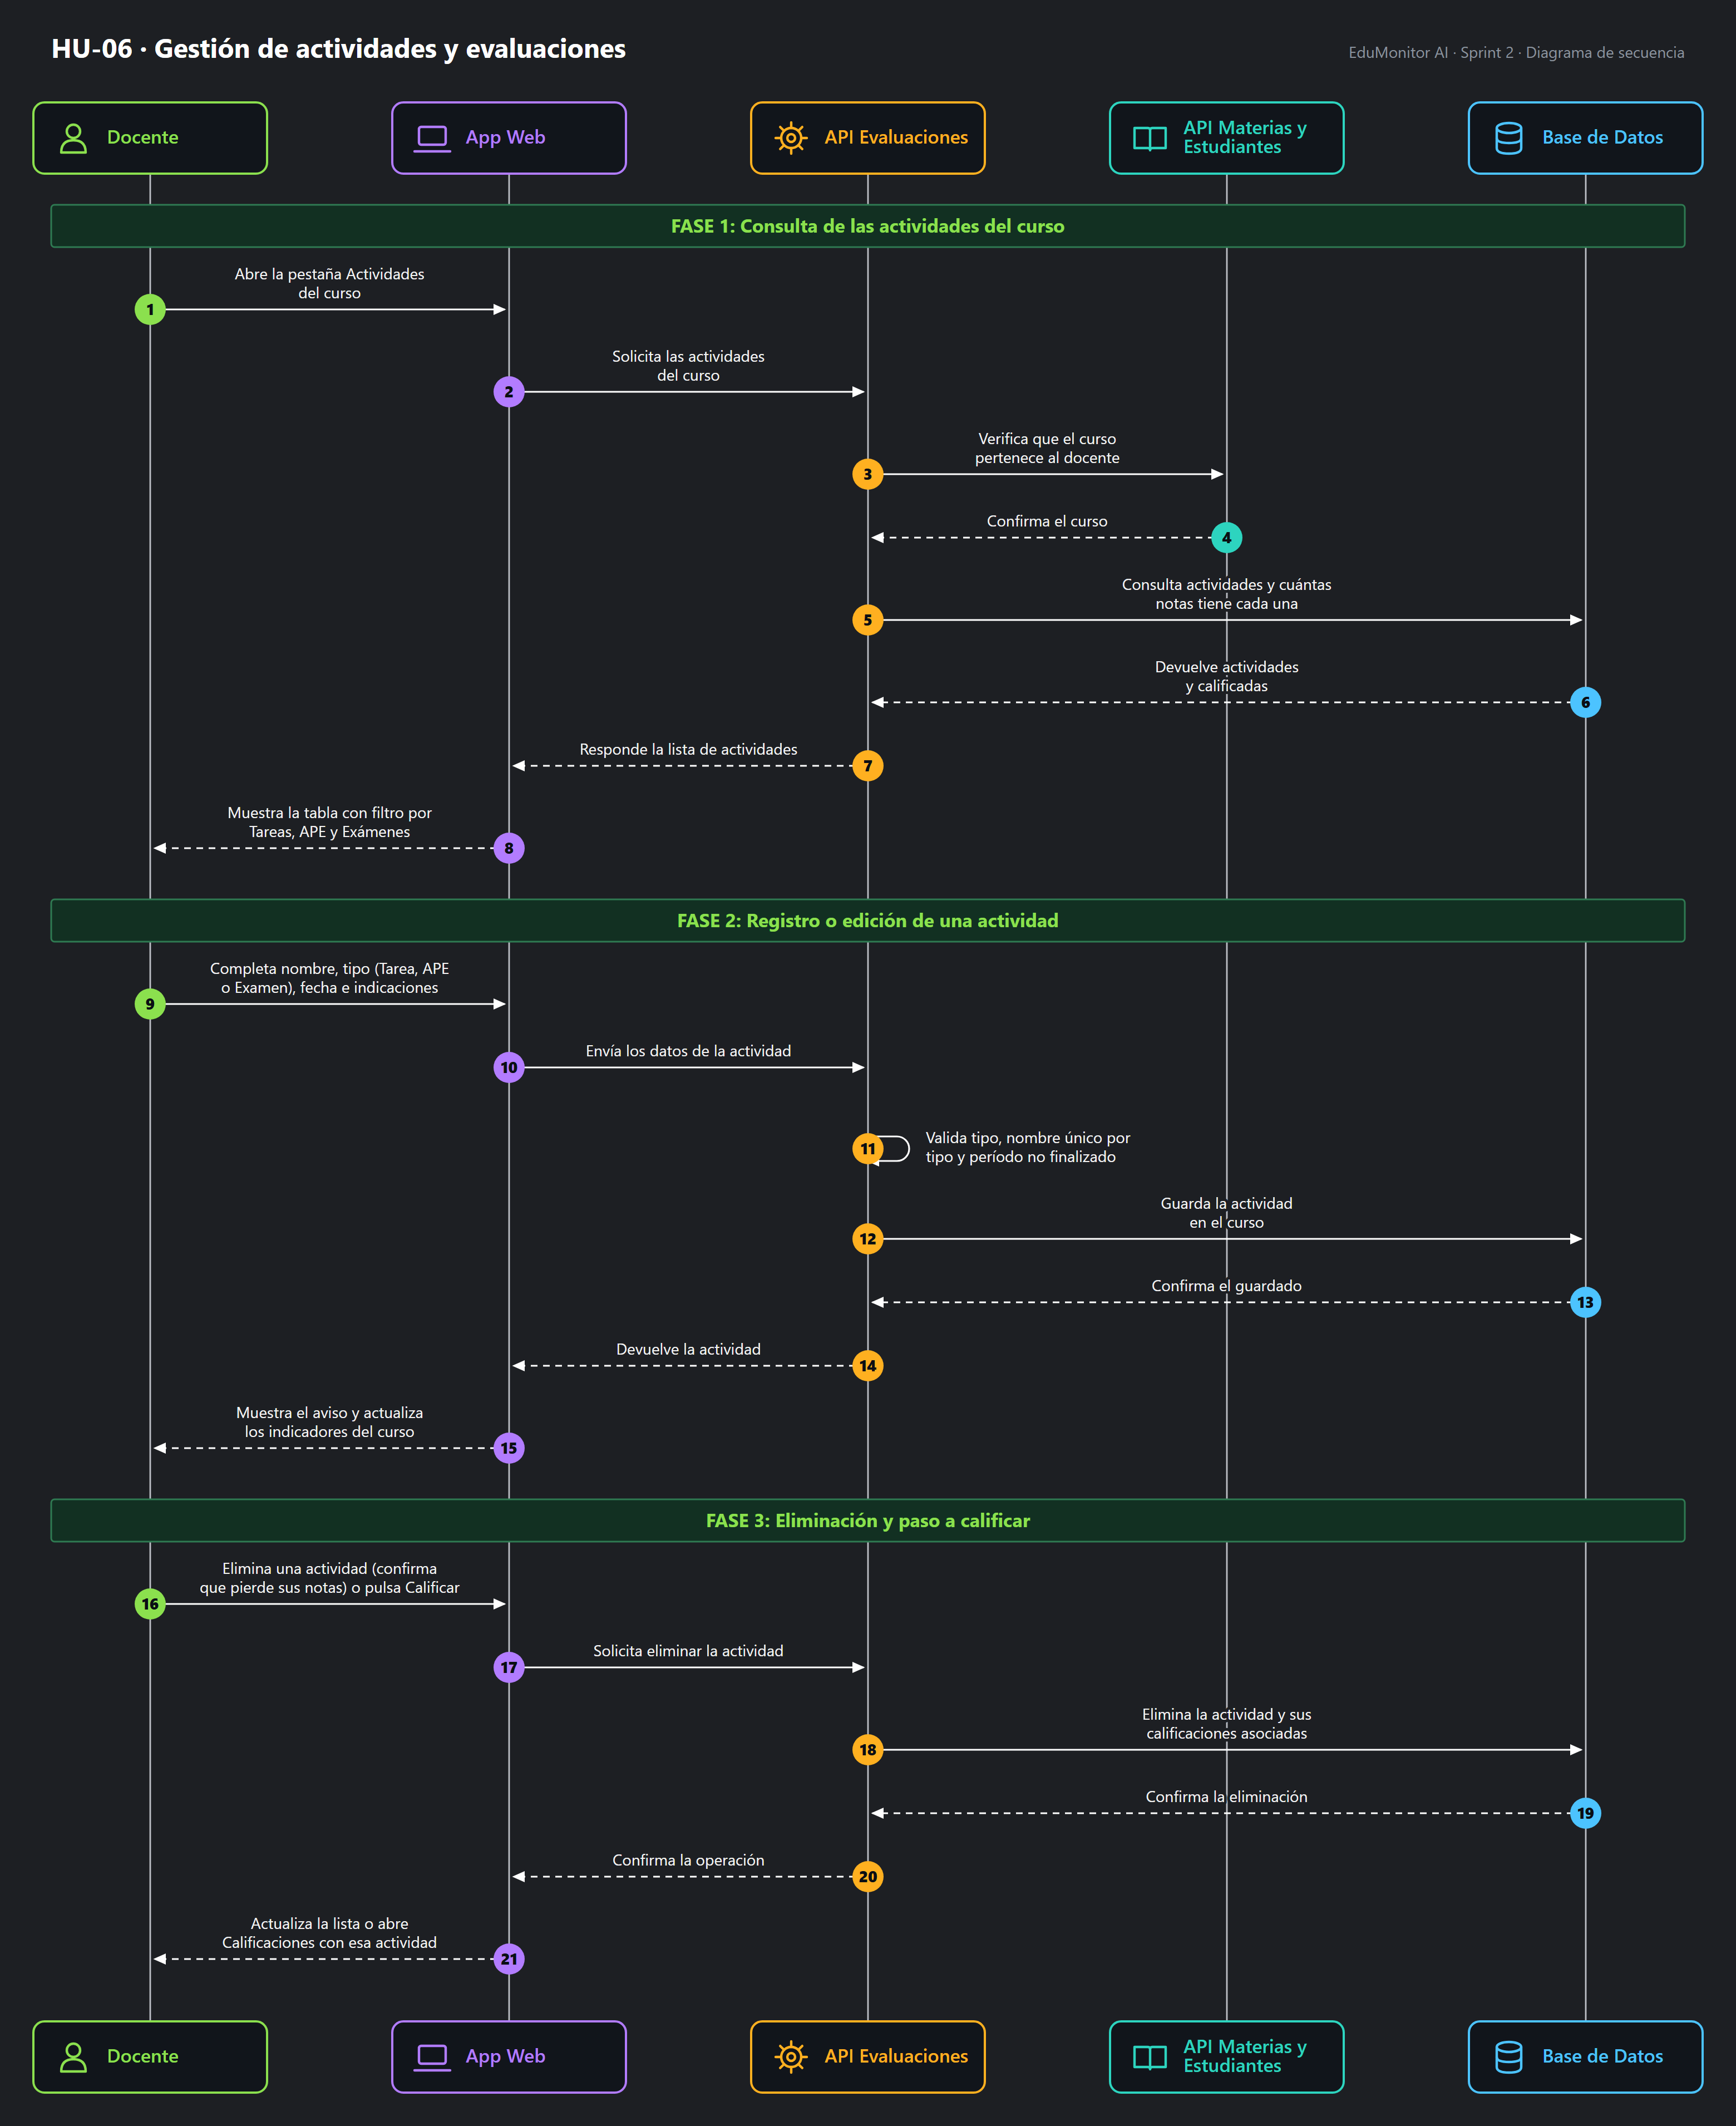 HU-06 · Gestión de actividades y evaluaciones
EduMonitor AI · Sprint 2 · Diagrama de secuencia
Docente
App Web
API Evaluaciones
API Materias y
Estudiantes
Base de Datos
FASE 1: Consulta de las actividades del curso
Abre la pestaña Actividades
del curso
1
Solicita las actividades
del curso
2
Verifica que el curso
pertenece al docente
3
Confirma el curso
4
Consulta actividades y cuántas
notas tiene cada una
5
Devuelve actividades
y calificadas
6
Responde la lista de actividades
7
Muestra la tabla con filtro por
Tareas, APE y Exámenes
8
FASE 2: Registro o edición de una actividad
Completa nombre, tipo (Tarea, APE
o Examen), fecha e indicaciones
9
Envía los datos de la actividad
10
Valida tipo, nombre único por
tipo y período no finalizado
11
Guarda la actividad
en el curso
12
Confirma el guardado
13
Devuelve la actividad
14
Muestra el aviso y actualiza
los indicadores del curso
15
FASE 3: Eliminación y paso a calificar
Elimina una actividad (confirma
que pierde sus notas) o pulsa Calificar
16
Solicita eliminar la actividad
17
Elimina la actividad y sus
calificaciones asociadas
18
Confirma la eliminación
19
Confirma la operación
20
Actualiza la lista o abre
Calificaciones con esa actividad
21
Docente
App Web
API Evaluaciones
API Materias y
Estudiantes
Base de Datos